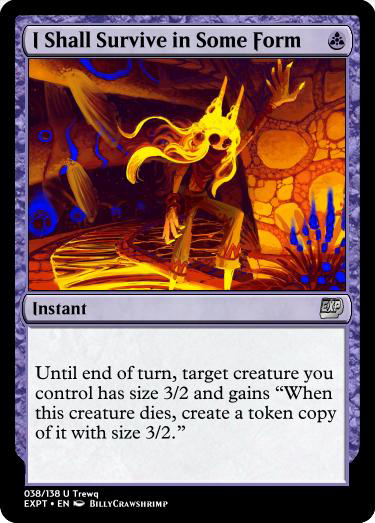 I Shall Survive in Some Form
Instant
EXP
Until end of turn, target creature you
control has size 3/2 and gains “When
this creature dies, create a token copy
of it with size 3/2.”
038/138 U Trewq
EXPT • EN BillyCrawshrimp